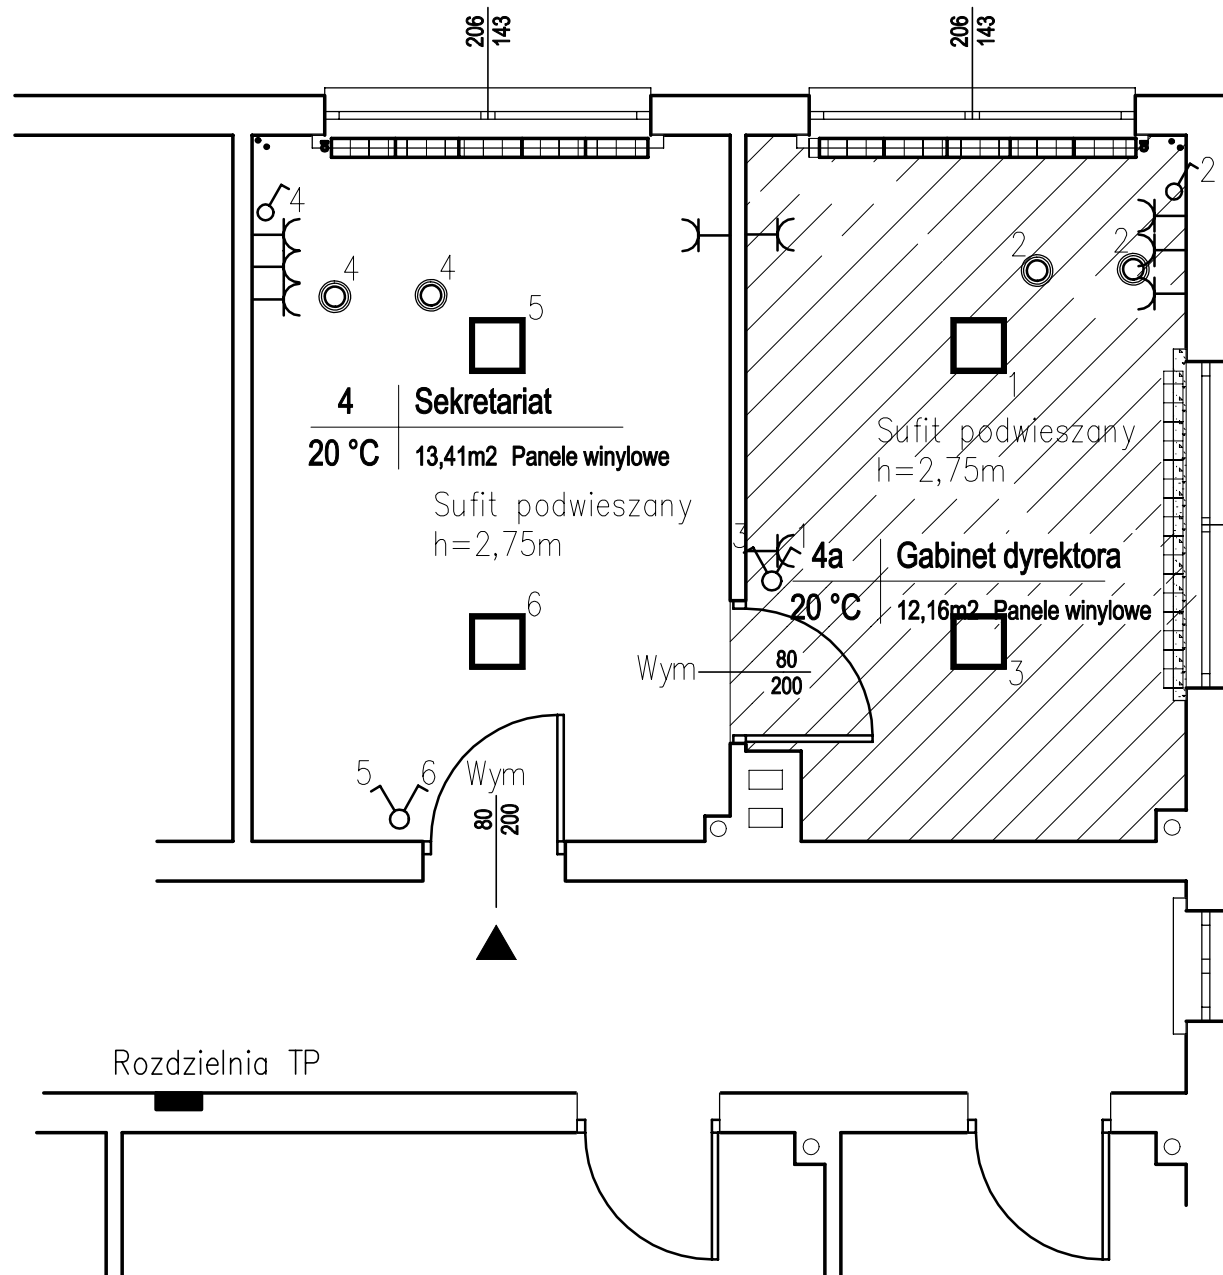 206
143
206
143
4
2
4
4
2
2
5
1
4 Sekretariat
20 °C 13,41m2 Panele winylowe
Sufit podwieszany
h=2,75m
Sufit podwieszany
h=2,75m
3
1
4a Gabinet dyrektora
20 °C 12,16m2 Panele winylowe
6
3
Wym
80
200
5
6
Wym
80
200
Rozdzielnia TP